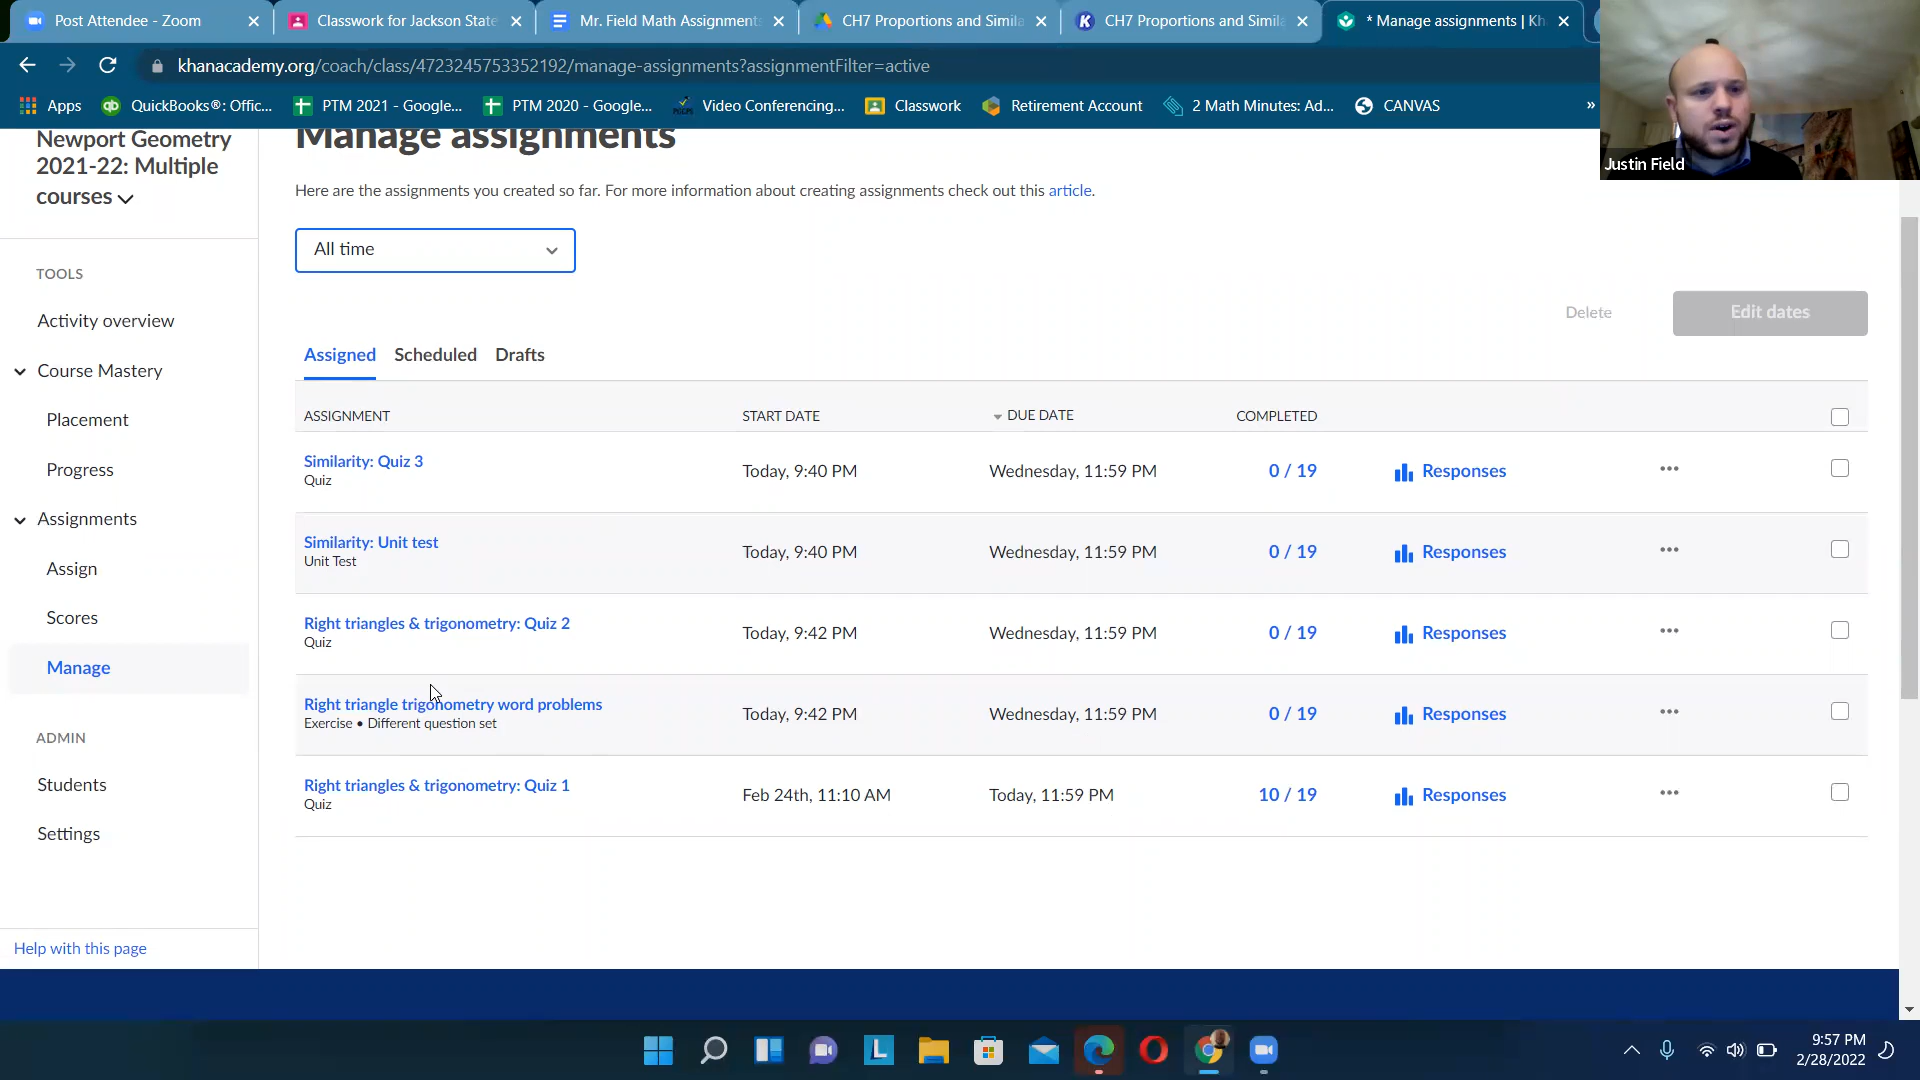 Post Attendee - Zoom
Classwork for Jackson State
Mr. Field Math Assignments
CH7 Proportions and Simila
CH7 Proportions and Simila
* Manage assignments | Kh
khanacademy.org/coach/class/4723245753352192/manage-assignments?assignmentFilter=active
Apps
QuickBooks®: Offic...
PTM 2021 - Google...
PTM 2020 - Google...
Video Conferencing...
Classwork
Retirement Account
2 Math Minutes: Ad...
CANVAS
»
Justin Field
Newport Geometry
2021-22: Multiple
courses
TOOLS
Activity overview
Course Mastery
Placement
Progress
Assignments
Assign
Scores
Manage
ADMIN
Students
Settings
Help with this page
Manage assignments
Here are the assignments you created so far. For more information about creating assignments check out this article.
All time
Delete
Edit dates
Assigned Scheduled Drafts
ASSIGNMENT START DATE DUE DATE COMPLETED
Similarity: Quiz 3 Today, 9:40 PM Wednesday, 11:59 PM 0 / 19 Responses
Quiz
Similarity: Unit test Today, 9:40 PM Wednesday, 11:59 PM 0 / 19 Responses
Unit Test
Right triangles & trigonometry: Quiz 2 Today, 9:42 PM Wednesday, 11:59 PM 0 / 19 Responses
Quiz
Right triangle trigonometry word problems Today, 9:42 PM Wednesday, 11:59 PM 0 / 19 Responses
Exercise • Different question set
Right triangles & trigonometry: Quiz 1 Feb 24th, 11:10 AM Today, 11:59 PM 10 / 19 Responses
Quiz
9:57 PM
2/28/2022